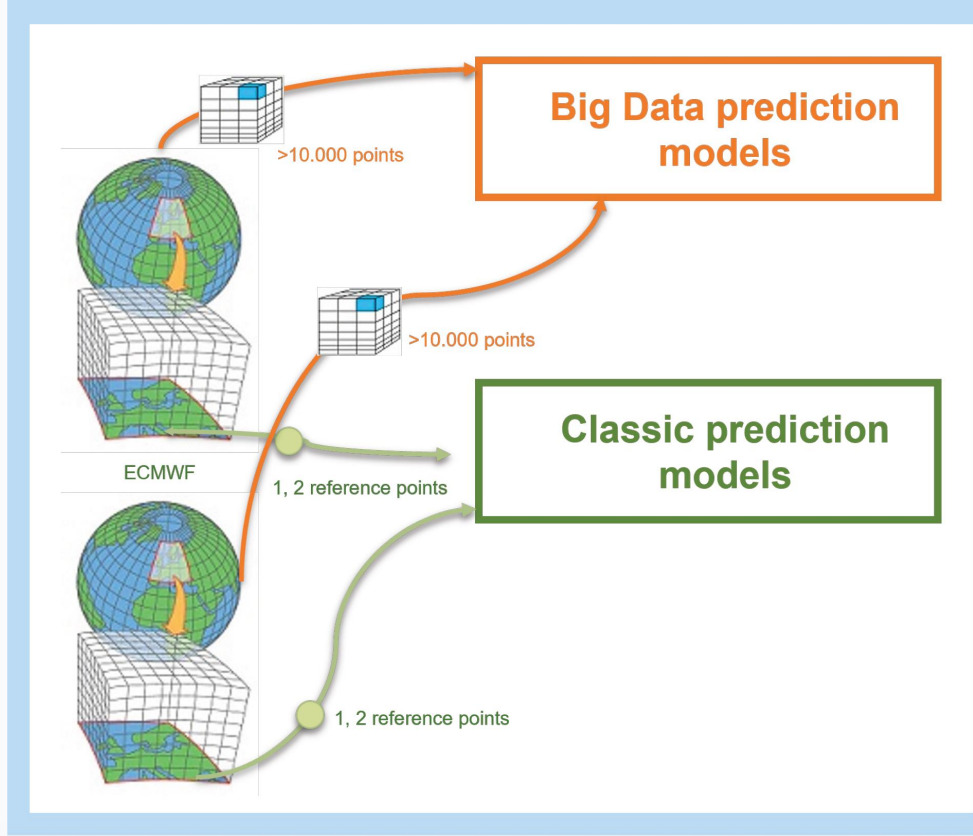 Big Data prediction
models
>10.000 points
>10.000 points
Classic prediction
models
ECMWF
1, 2 reference points
1, 2 reference points